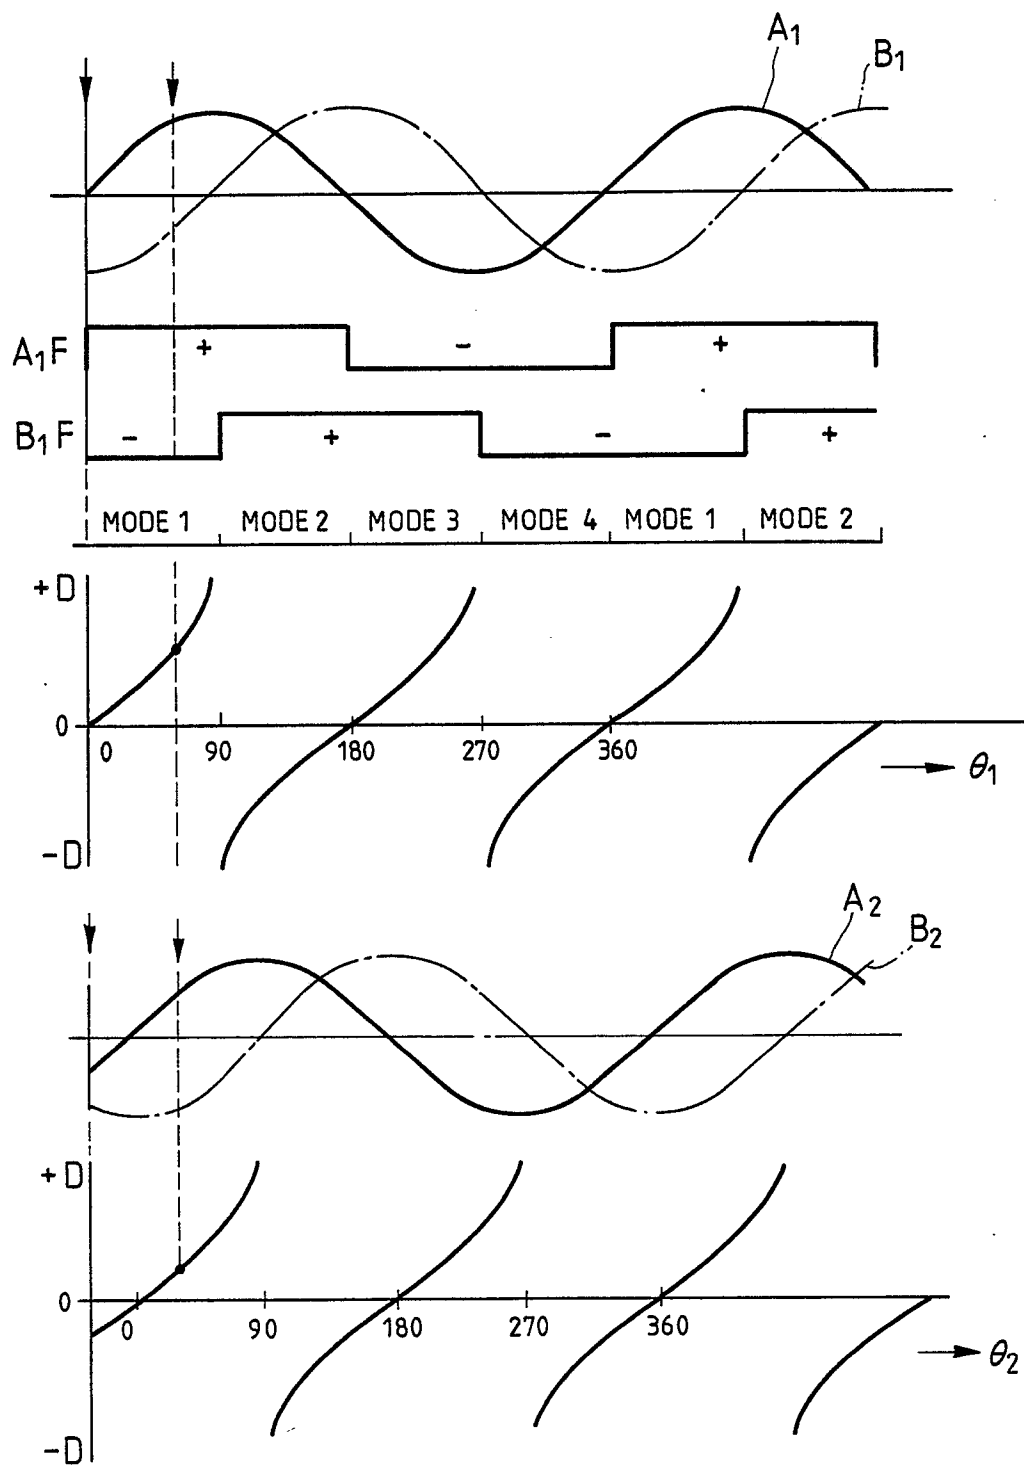 A1
B1
A1F + - +
B1F - + - +
MODE 1 MODE 2 MODE 3 MODE 4 MODE 1 MODE 2
+D
0
0 90 180 270 360
θ1
-D
A2
B2
+D
0
0 90 180 270 360
θ2
-D